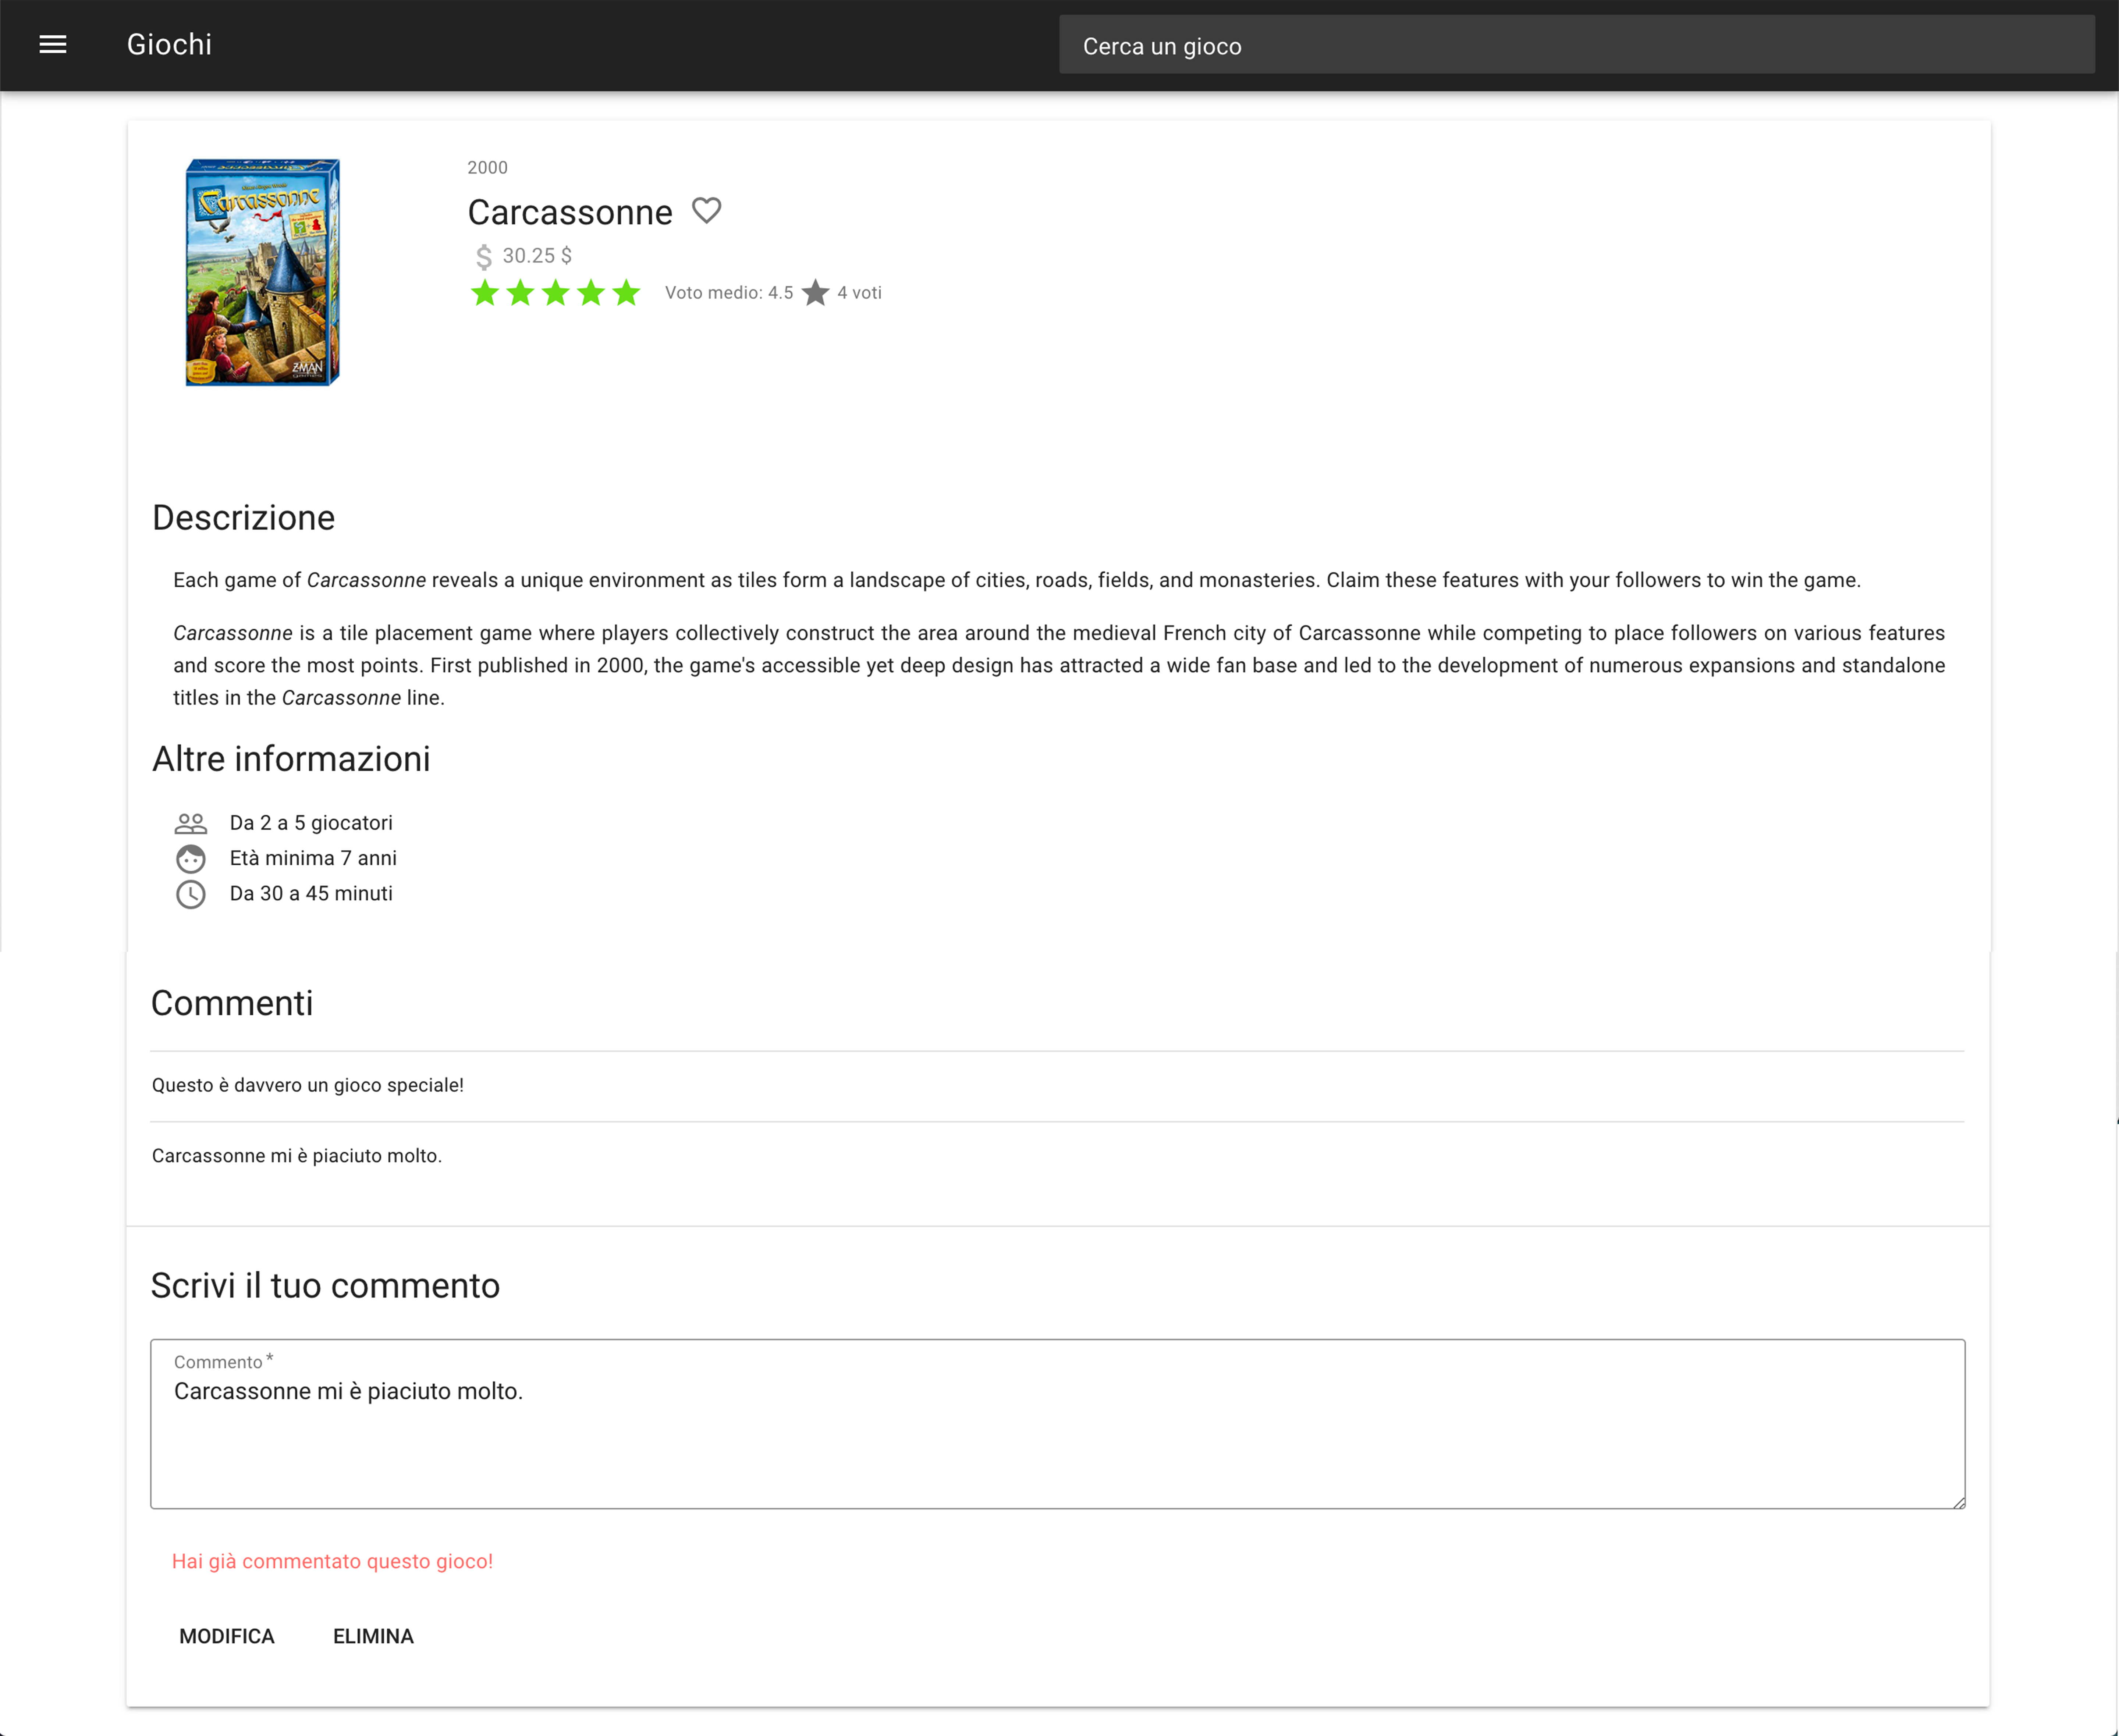 Giochi
Cerca un gioco
2000
Carcassonne
30.25 $
Voto medio: 4.5
4 voti
Carcassonne
Z-MAN
Descrizione
Each game of Carcassonne reveals a unique environment as tiles form a landscape of cities, roads, fields, and monasteries. Claim these features with your followers to win the game.
Carcassonne is a tile placement game where players collectively construct the area around the medieval French city of Carcassonne while competing to place followers on various features
and score the most points. First published in 2000, the game's accessible yet deep design has attracted a wide fan base and led to the development of numerous expansions and standalone
titles in the Carcassonne line.
Altre informazioni
Da 2 a 5 giocatori
Età minima 7 anni
Da 30 a 45 minuti
Commenti
Questo è davvero un gioco speciale!
Carcassonne mi è piaciuto molto.
Scrivi il tuo commento
Commento *
Carcassonne mi è piaciuto molto.
Hai già commentato questo gioco!
MODIFICA
ELIMINA